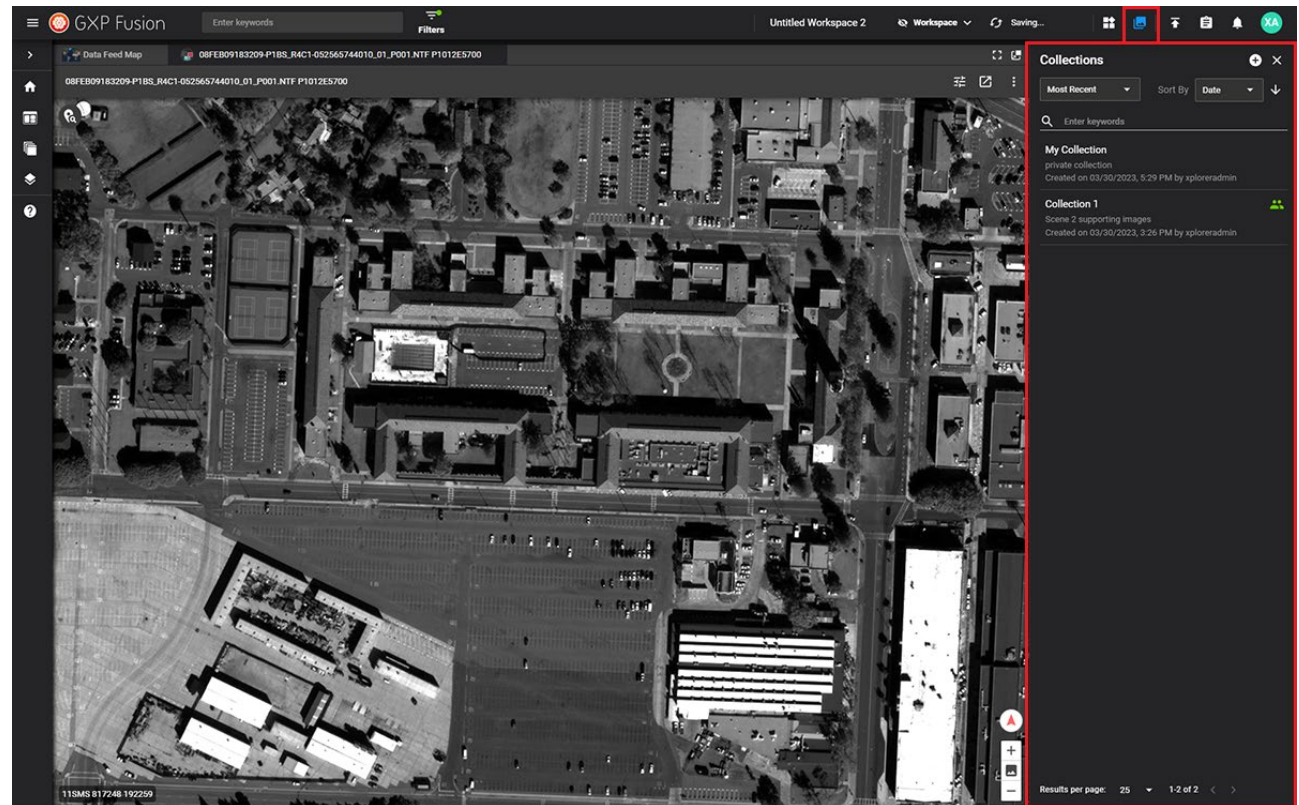 GXP Fusion
Enter keywords
Filters
Untitled Workspace 2
Workspace
Saving...
XA
Data Feed Map
08FEB09183209-P1BS_R4C1-052565744010_01_P001.NTF P1012E5700
08FEB09183209-P1BS_R4C1-052565744010_01_P001.NTF P1012E5700
Collections
Most Recent
Sort By
Date
Enter keywords
My Collection
private collection
Created on 03/30/2023, 5:29 PM by xploreradmin
Collection 1
Scene 2 supporting images
Created on 03/30/2023, 3:26 PM by xploreradmin
11SMS 817248 192259
Results per page: 25 1-2 of 2